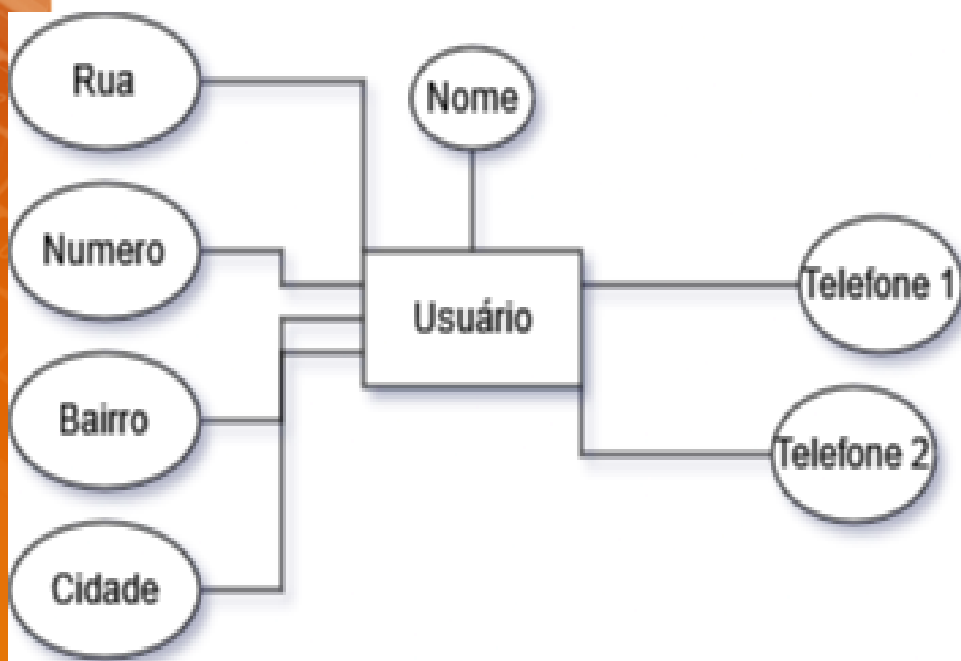 Rua
Nome
Numero
Telefone 1
Usuário
Bairro
Telefone 2
Cidade